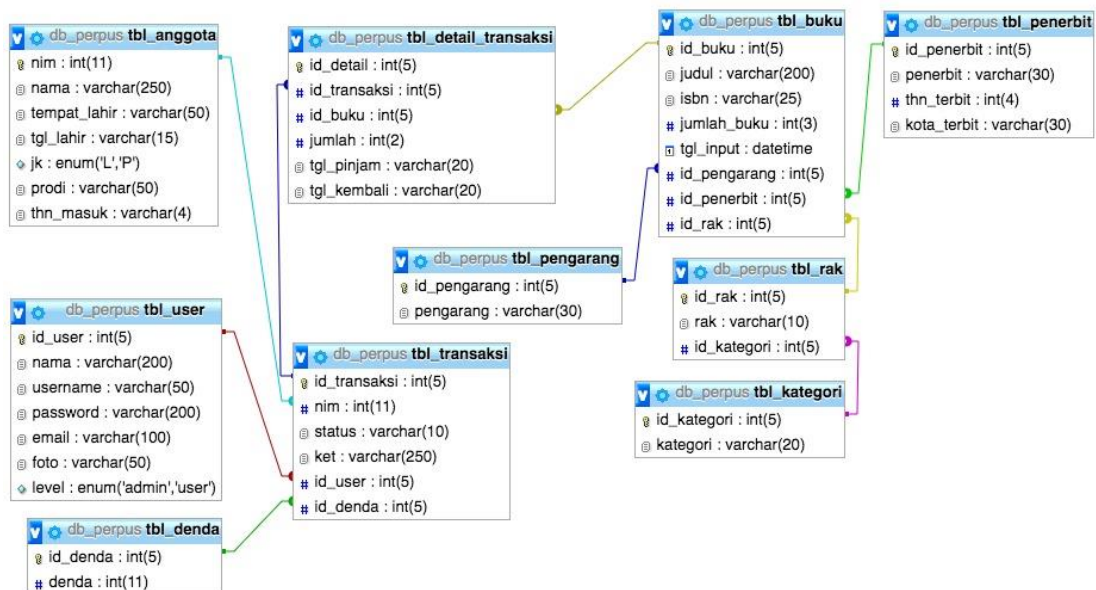 db_perpus tbl_anggota
nim : int(11)
nama : varchar(250)
tempat_lahir : varchar(50)
tgl_lahir : varchar(15)
jk : enum('L','P')
prodi : varchar(50)
thn_masuk : varchar(4)
db_perpus tbl_detail_transaksi
id_detail : int(5)
id_transaksi : int(5)
id_buku : int(5)
jumlah : int(2)
tgl_pinjam : varchar(20)
tgl_kembali : varchar(20)
db_perpus tbl_buku
id_buku : int(5)
judul : varchar(200)
isbn : varchar(25)
jumlah_buku : int(3)
tgl_input : datetime
id_pengarang : int(5)
id_penerbit : int(5)
id_rak : int(5)
db_perpus tbl_penerbit
id_penerbit : int(5)
penerbit : varchar(30)
thn_terbit : int(4)
kota_terbit : varchar(30)
db_perpus tbl_pengarang
id_pengarang : int(5)
pengarang : varchar(30)
db_perpus tbl_rak
id_rak : int(5)
rak : varchar(10)
id_kategori : int(5)
db_perpus tbl_user
id_user : int(5)
nama : varchar(200)
username : varchar(50)
password : varchar(200)
email : varchar(100)
foto : varchar(50)
level : enum('admin','user')
db_perpus tbl_transaksi
id_transaksi : int(5)
nim : int(11)
status : varchar(10)
ket : varchar(250)
id_user : int(5)
id_denda : int(5)
db_perpus tbl_kategori
id_kategori : int(5)
kategori : varchar(20)
db_perpus tbl_denda
id_denda : int(5)
denda : int(11)